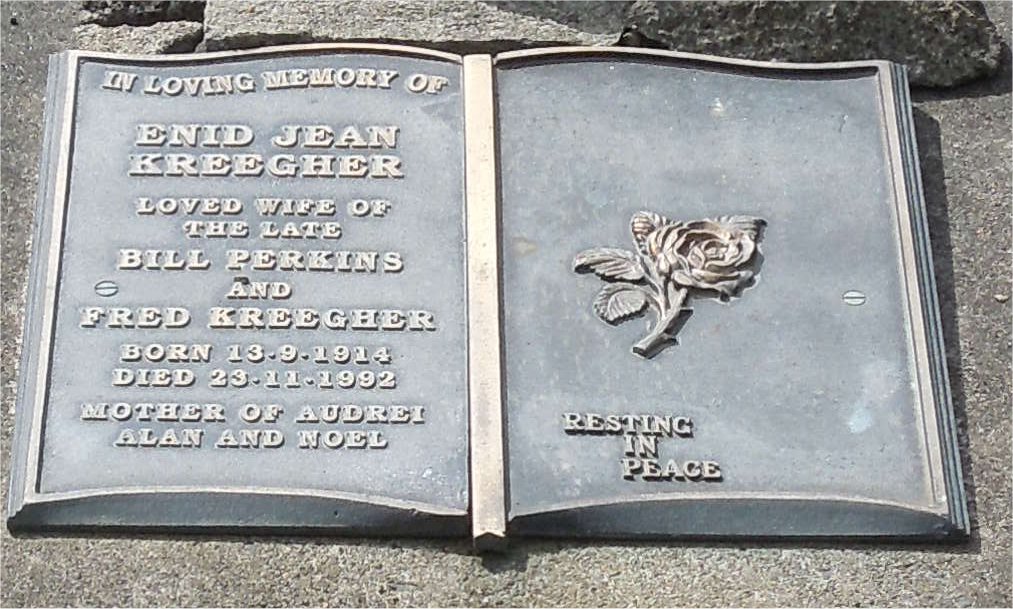 IN LOVING MEMORY OF
ENID JEAN
KREEGHER
LOVED WIFE OF
THE LATE
BILL PERKINS
AND
FRED KREEGHER
BORN 13-9-1914
DIED 23-11-1992
MOTHER OF AUDREI
ALAN AND NOEL
RESTING
IN
PEACE